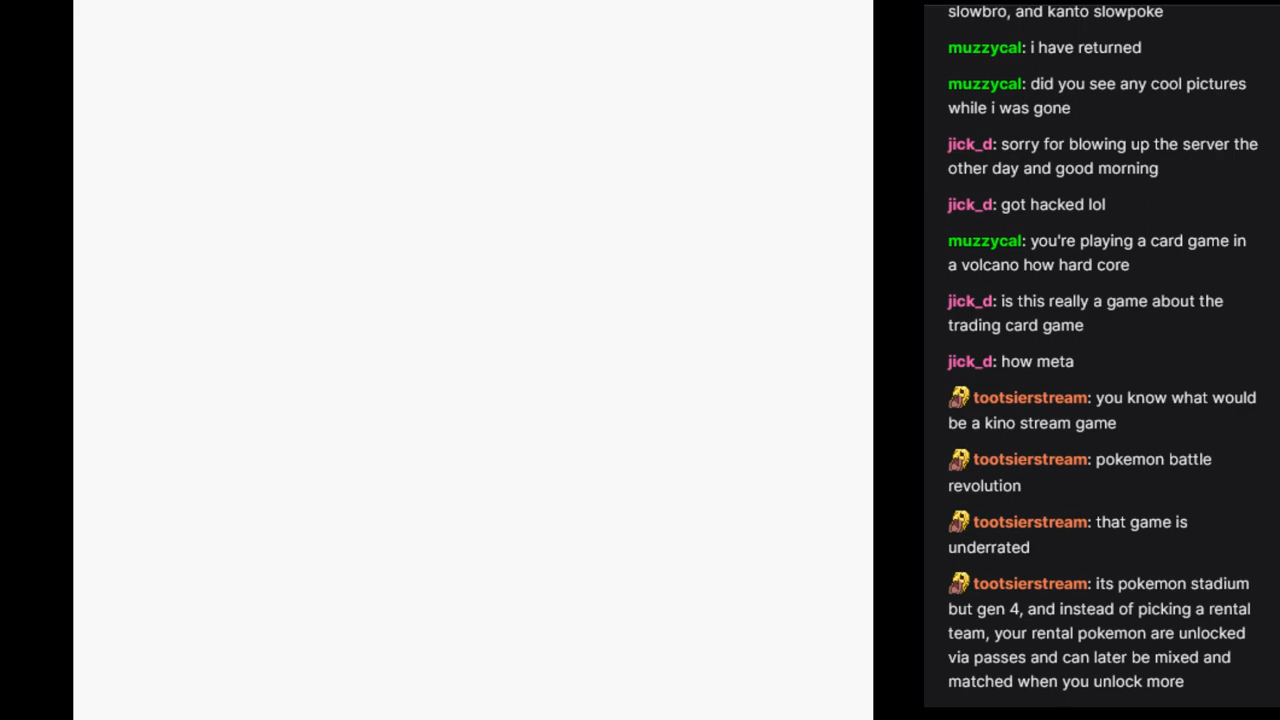 slowbro, and kanto slowpoke
muzzycal: i have returned
muzzycal: did you see any cool pictures
while i was gone
jick_d: sorry for blowing up the server the
other day and good morning
jick_d: got hacked lol
muzzycal: you're playing a card game in
a volcano how hard core
jick_d: is this really a game about the
trading card game
jick_d: how meta
tootsierstream: you know what would
be a kino stream game
tootsierstream: pokemon battle
revolution
tootsierstream: that game is
underrated
tootsierstream: its pokemon stadium
but gen 4, and instead of picking a rental
team, your rental pokemon are unlocked
via passes and can later be mixed and
matched when you unlock more